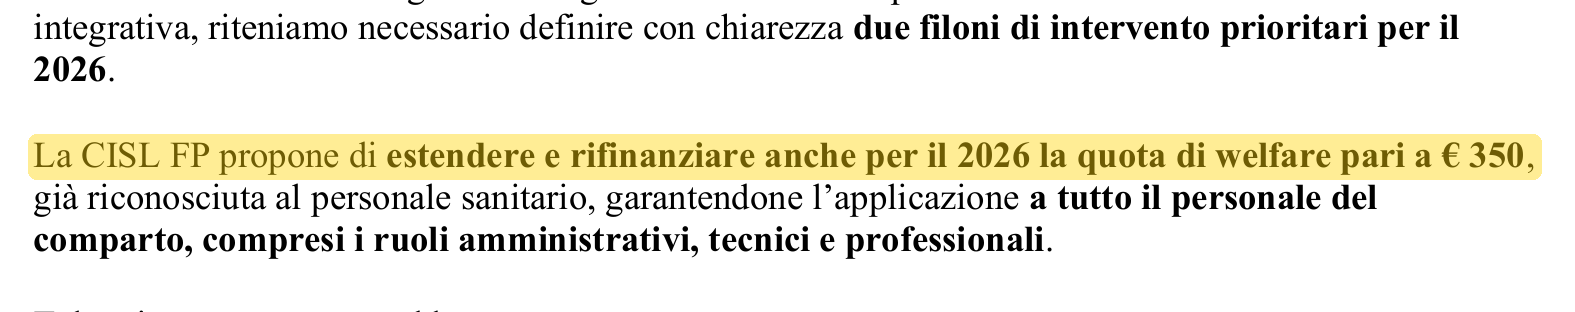 integrativa, riteniamo necessario definire con chiarezza due filoni di intervento prioritari per il
2026.
La CISL FP propone di estendere e rifinanziare anche per il 2026 la quota di welfare pari a € 350,
già riconosciuta al personale sanitario, garantendone l’applicazione a tutto il personale del
comparto, compresi i ruoli amministrativi, tecnici e professionali.